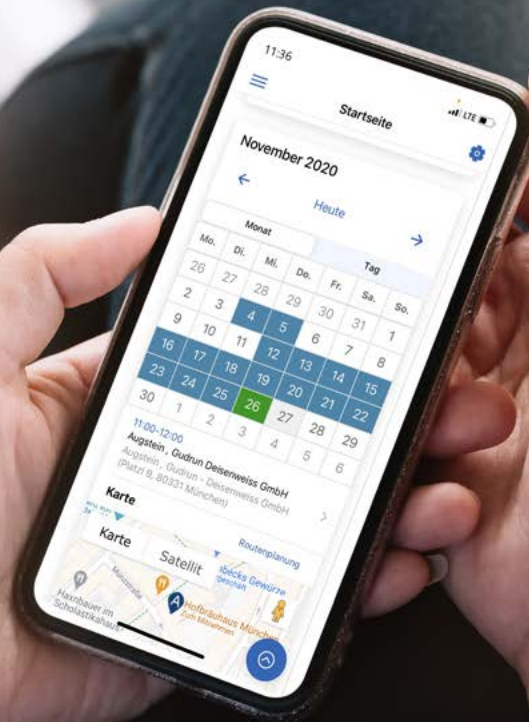 11:36
LTE
Startseite
November 2020
Heute
Monat Tag
Mo. Di. Mi. Do. Fr. Sa. So.
26 27 28 29 30 31 1
2 3 4 5 6 7 8
9 10 11 12 13 14 15
16 17 18 19 20 21 22
23 24 25 26 27 28 29
30 1 2 3 4 5 6
11:00-12:00
Augstein , Gudrun Deisenweiss GmbH
Augstein , Gudrun - Deisenweiss GmbH
(Platzl 9, 80331 München)
Karte
Routenplanung
Karte Satellit
Gewürze
Hofbräuhaus München
Zum Mitnehmen
A
Haxnbauer im
Scholastikahaus